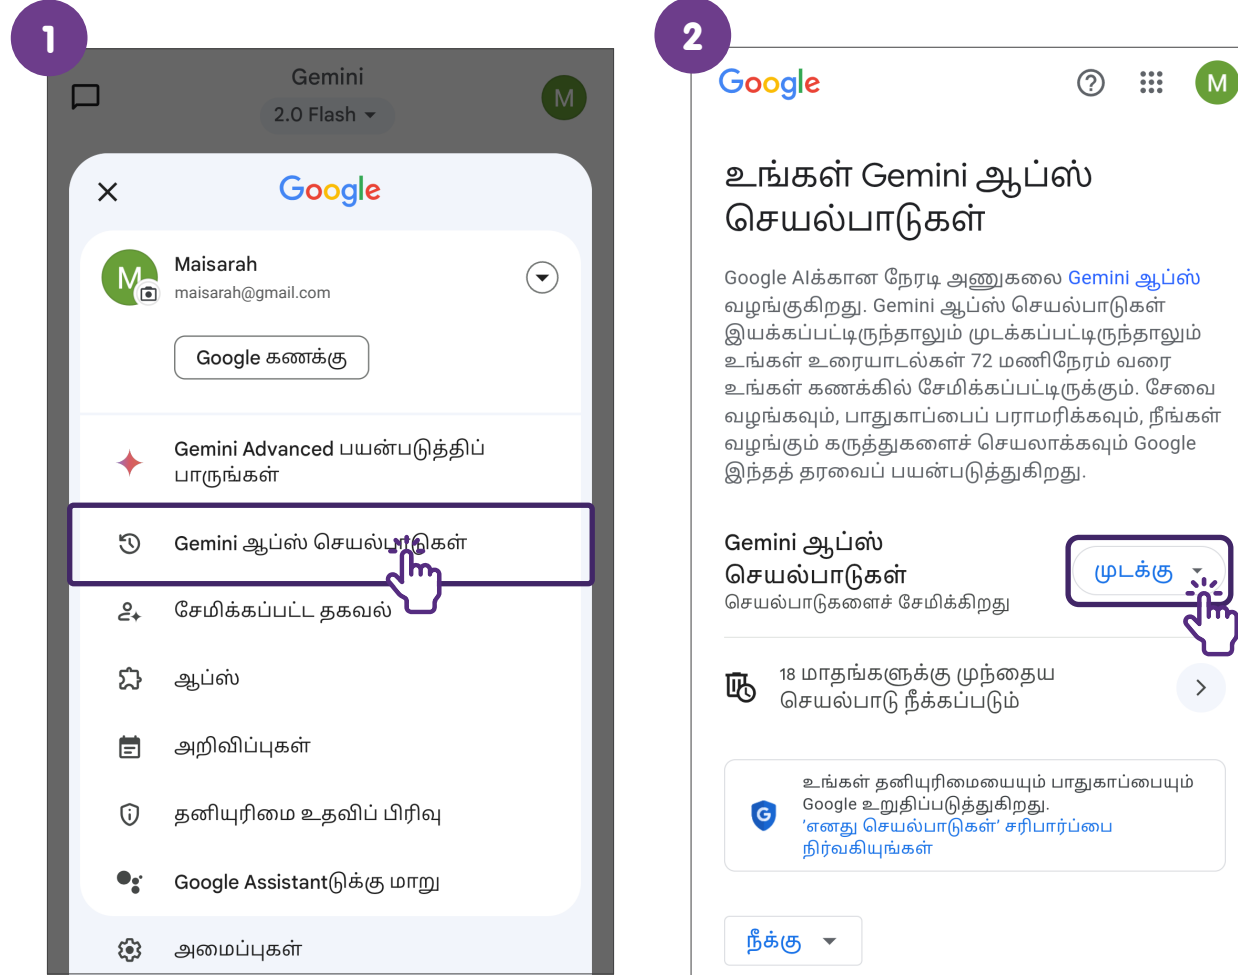 1
Gemini
2.0 Flash
M
Google
M
Maisarah
maisarah@gmail.com
Google கணக்கு
Gemini Advanced பயன்படுத்திப்
பாருங்கள்
Gemini ஆப்ஸ் செயல்பாடுகள்
சேமிக்கப்பட்ட தகவல்
ஆப்ஸ்
அறிவிப்புகள்
தனியுரிமை உதவிப் பிரிவு
Google Assistantடுக்கு மாறு
அமைப்புகள்
2
Google
M
உங்கள் Gemini ஆப்ஸ்
செயல்பாடுகள்
Google AIக்கான நேரடி அணுகலை Gemini ஆப்ஸ்
வழங்குகிறது. Gemini ஆப்ஸ் செயல்பாடுகள்
இயக்கப்பட்டிருந்தாலும் முடக்கப்பட்டிருந்தாலும்
உங்கள் உரையாடல்கள் 72 மணிநேரம் வரை
உங்கள் கணக்கில் சேமிக்கப்பட்டிருக்கும். சேவை
வழங்கவும், பாதுகாப்பைப் பராமரிக்கவும், நீங்கள்
வழங்கும் கருத்துகளைச் செயலாக்கவும் Google
இந்தத் தரவைப் பயன்படுத்துகிறது.
Gemini ஆப்ஸ்
செயல்பாடுகள்
செயல்பாடுகளைச் சேமிக்கிறது
முடக்கு
18 மாதங்களுக்கு முந்தைய
செயல்பாடு நீக்கப்படும்
G
உங்கள் தனியுரிமையையும் பாதுகாப்பையும்
Google உறுதிப்படுத்துகிறது.
'எனது செயல்பாடுகள்' சரிபார்ப்பை
நிர்வகியுங்கள்
நீக்கு